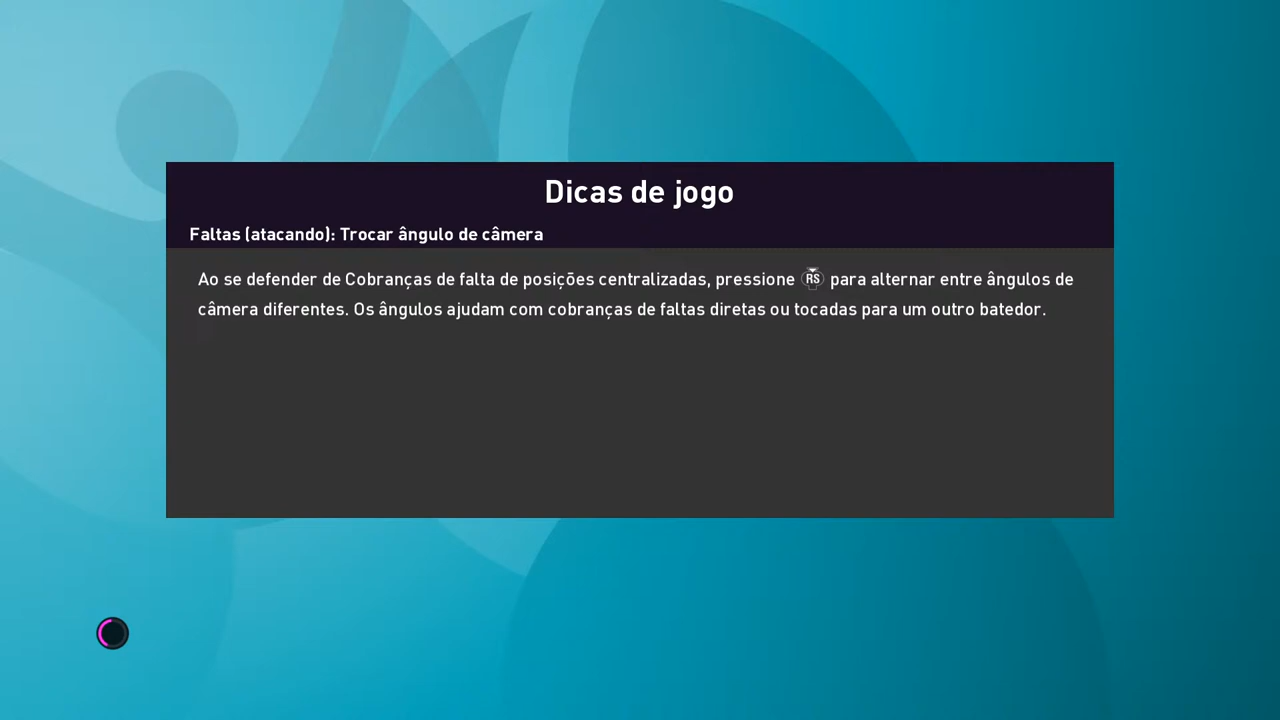 Dicas de jogo
Faltas (atacando): Trocar ângulo de câmera
Ao se defender de Cobranças de falta de posições centralizadas, pressione RS para alternar entre ângulos de
câmera diferentes. Os ângulos ajudam com cobranças de faltas diretas ou tocadas para um outro batedor.